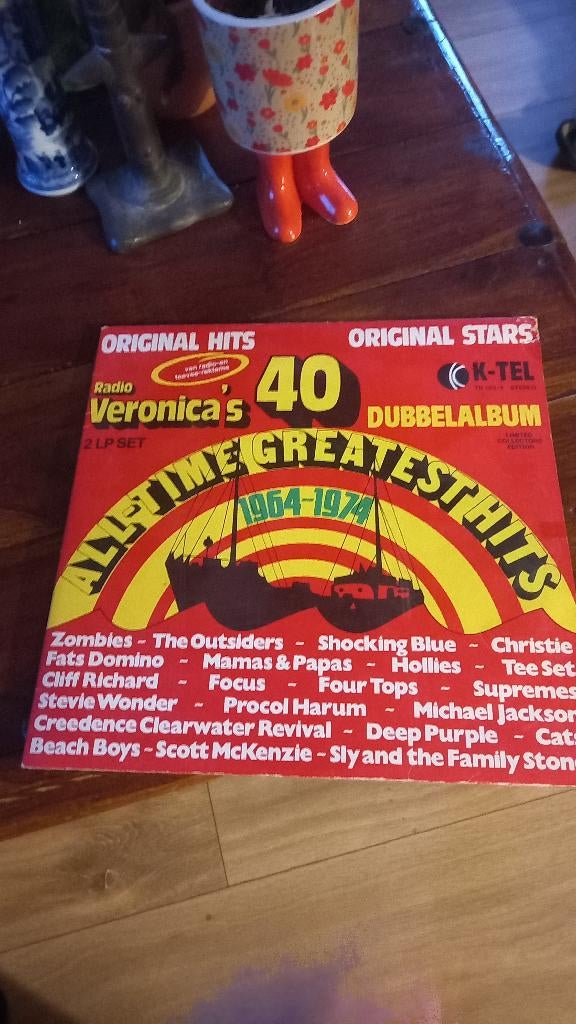 ORIGINAL HITS ORIGINAL STARS
van radio-en
teevee-reklame
K-TEL
STEREO
Radio
Veronica's 40
DUBBELALBUM
2 LP SET
LIMITED
COLLECTORS
EDITION
ALL-TIME GREATEST HITS
1964-1974
Zombies - The Outsiders - Shocking Blue - Christie
Fats Domino - Mamas & Papas - Hollies - Tee Set
Cliff Richard - Focus - Four Tops - Supremes
Stevie Wonder - Procol Harum - Michael Jackson
Creedence Clearwater Revival - Deep Purple - Cats
Beach Boys - Scott McKenzie - Sly and the Family Stone